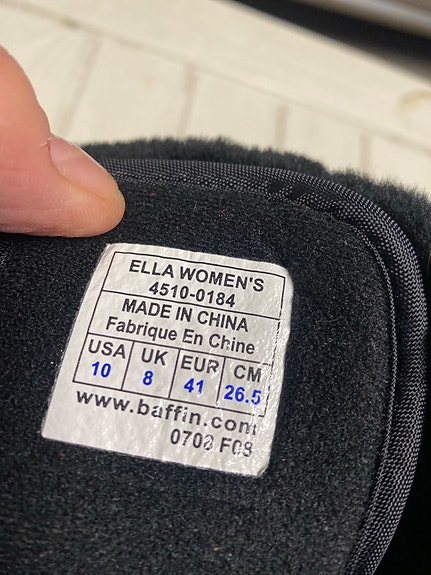 ELLA WOMEN'S
4510-0184
MADE IN CHINA
Fabrique En Chine
USA UK EUR CM
10 8 41 26.5
www.baffin.com
0708 F08